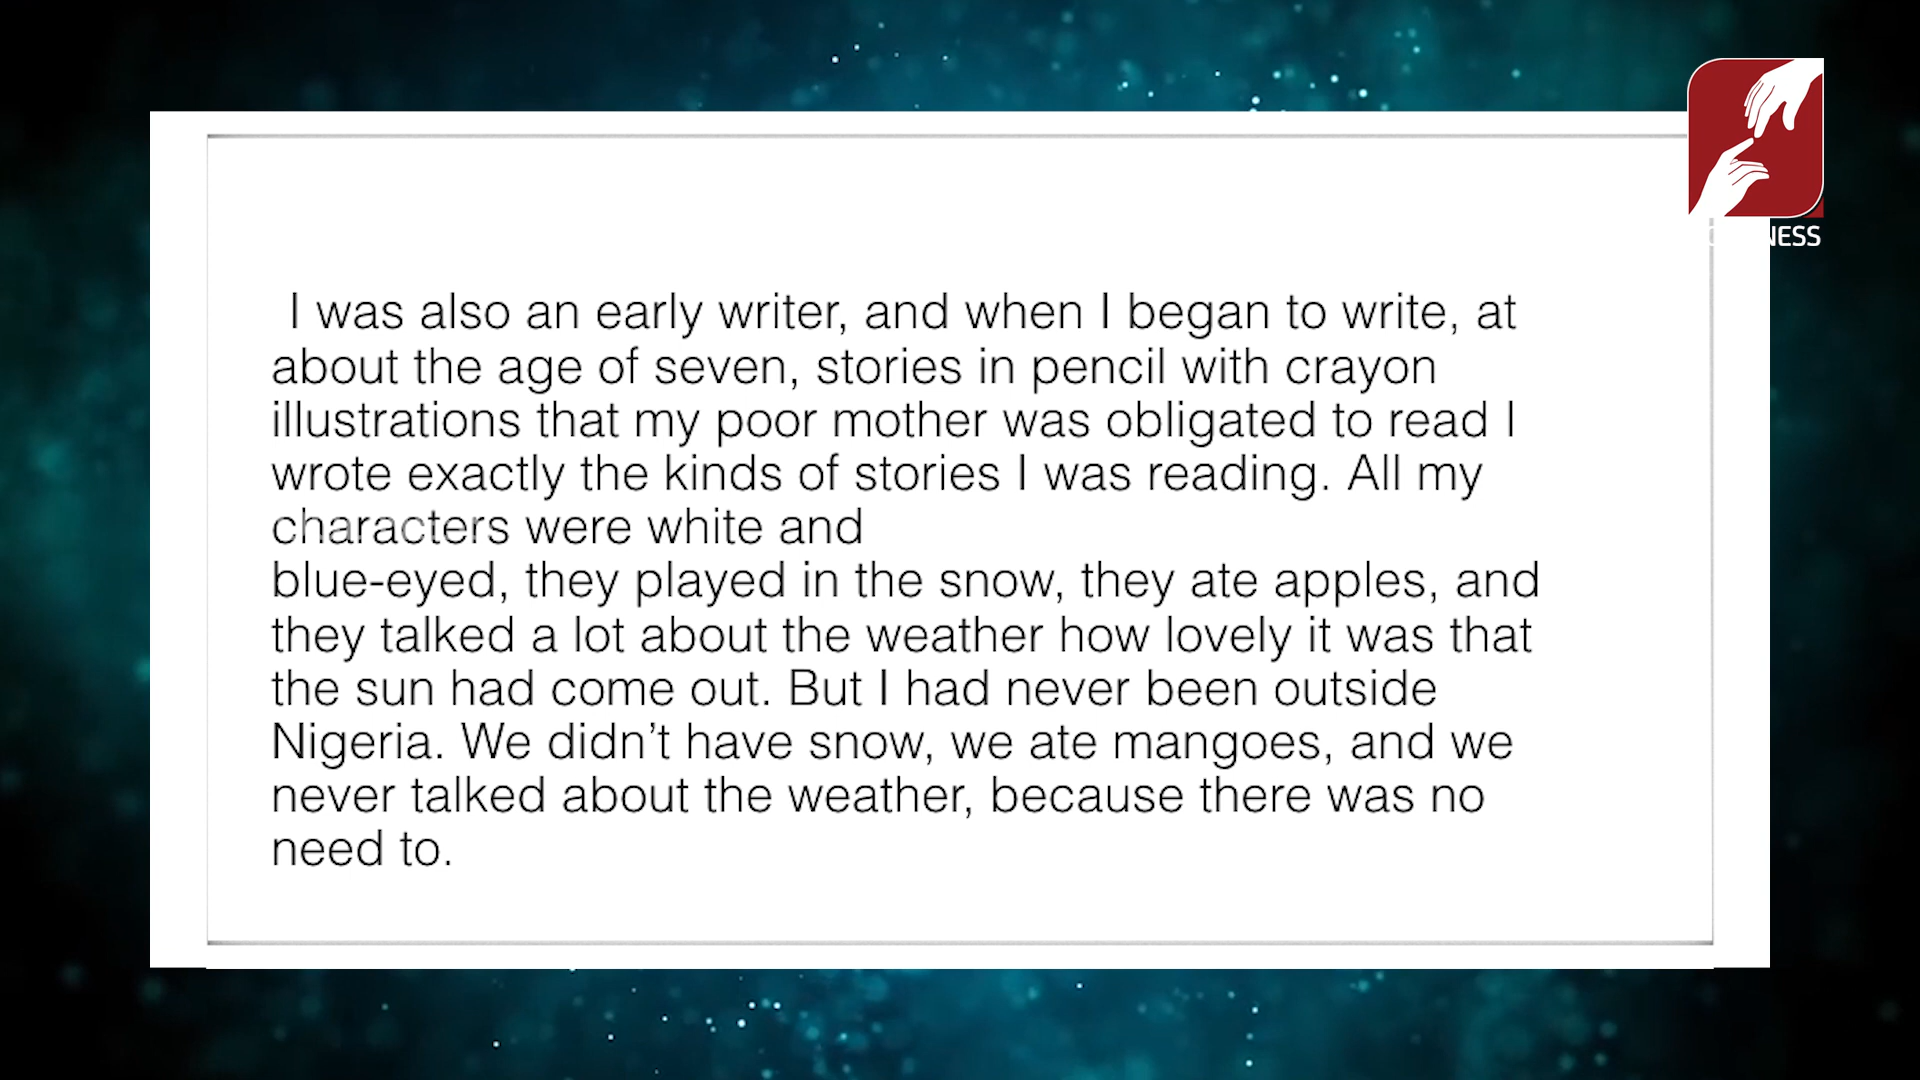 I was also an early writer, and when I began to write, at
about the age of seven, stories in pencil with crayon
illustrations that my poor mother was obligated to read I
wrote exactly the kinds of stories I was reading. All my
characters were white and
blue-eyed, they played in the snow, they ate apples, and
they talked a lot about the weather how lovely it was that
the sun had come out. But I had never been outside
Nigeria. We didn’t have snow, we ate mangoes, and we
never talked about the weather, because there was no
need to.